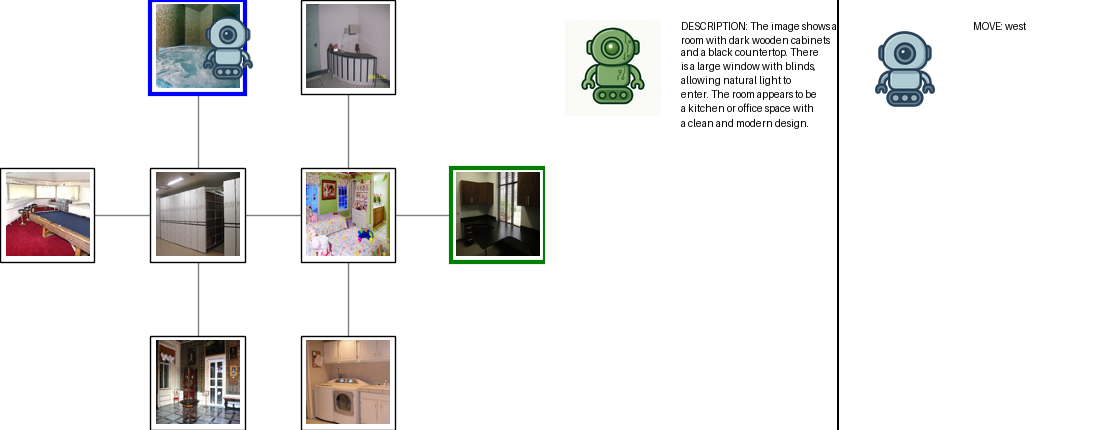 DESCRIPTION: The image shows a
room with dark wooden cabinets
and a black countertop. There
is a large window with blinds,
allowing natural light to
enter. The room appears to be
a kitchen or office space with
a clean and modern design.
MOVE: west